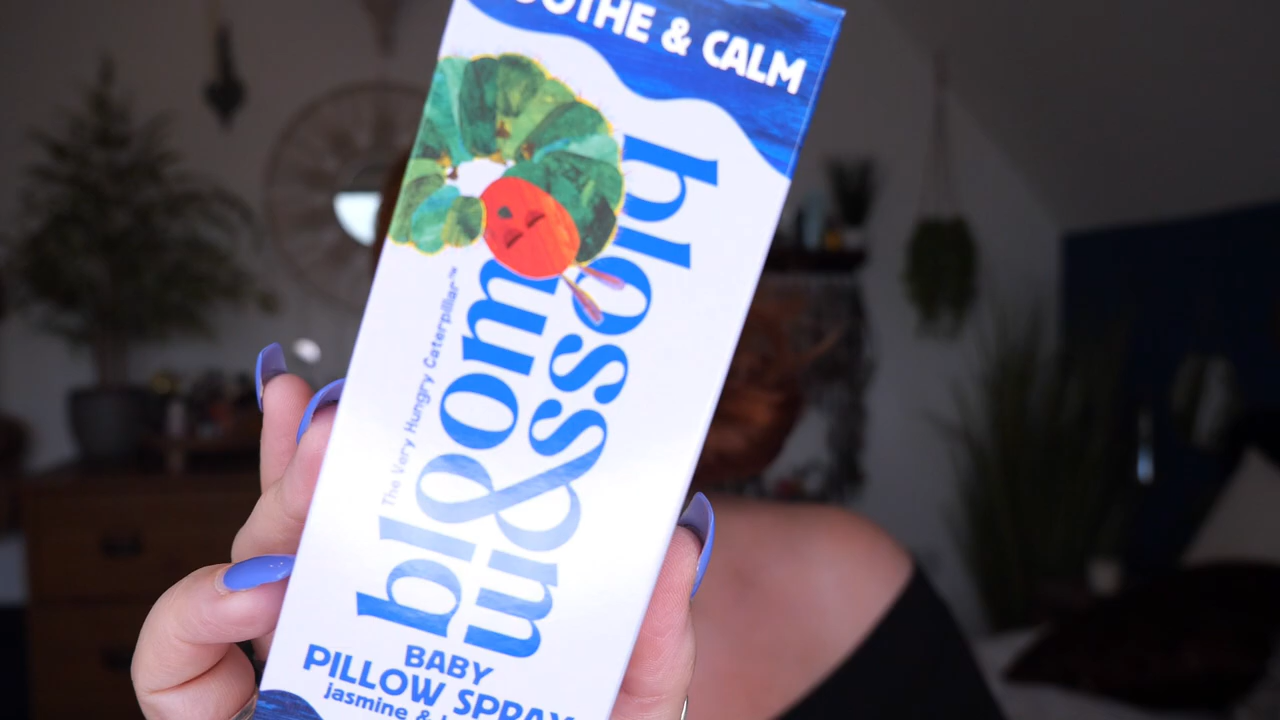 SOOTHE & CALM
The Very Hungry Caterpillar™
bloom
&
blossom
BABY
PILLOW SPRAY
jasmine &